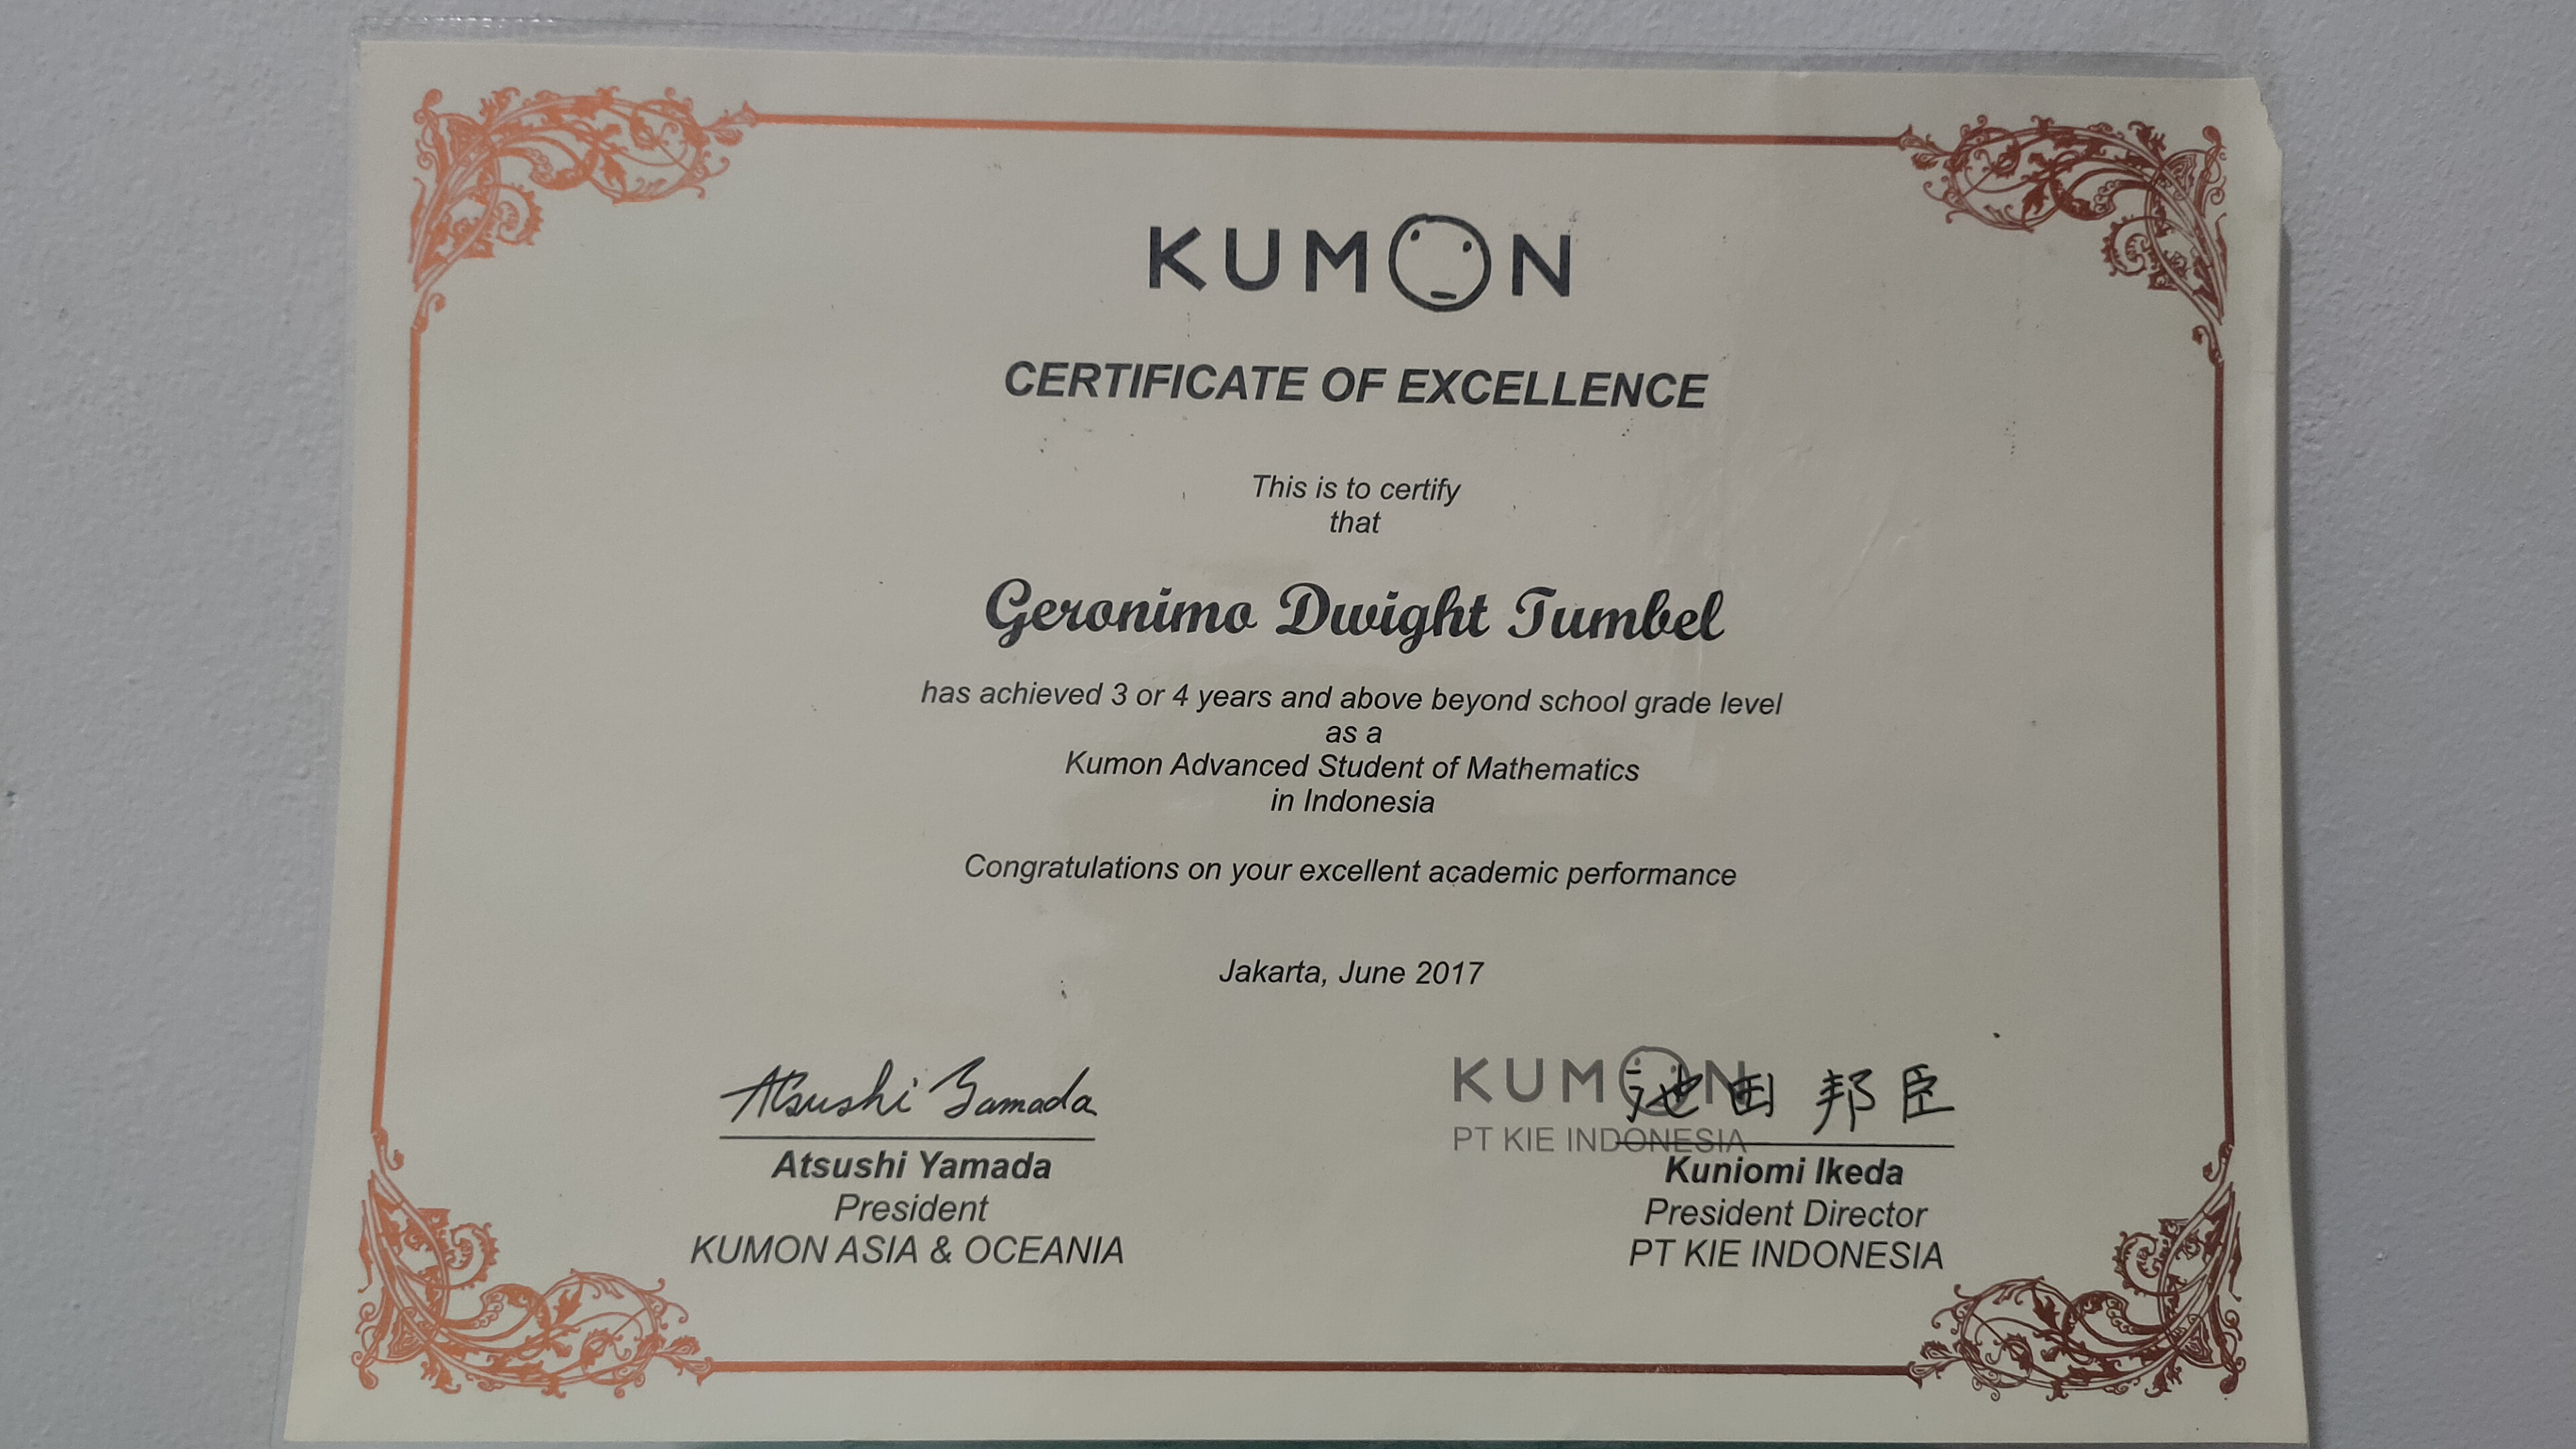 KUMON
CERTIFICATE OF EXCELLENCE
This is to certify
that
Geronimo Dwight Tumbel
has achieved 3 or 4 years and above beyond school grade level
as a
Kumon Advanced Student of Mathematics
in Indonesia
Congratulations on your excellent academic performance
Jakarta, June 2017
Atsushi Yamada
Atsushi Yamada
President
KUMON ASIA & OCEANIA
KUMON
PT KIE INDONESIA
池田 邦臣
Kuniomi Ikeda
President Director
PT KIE INDONESIA